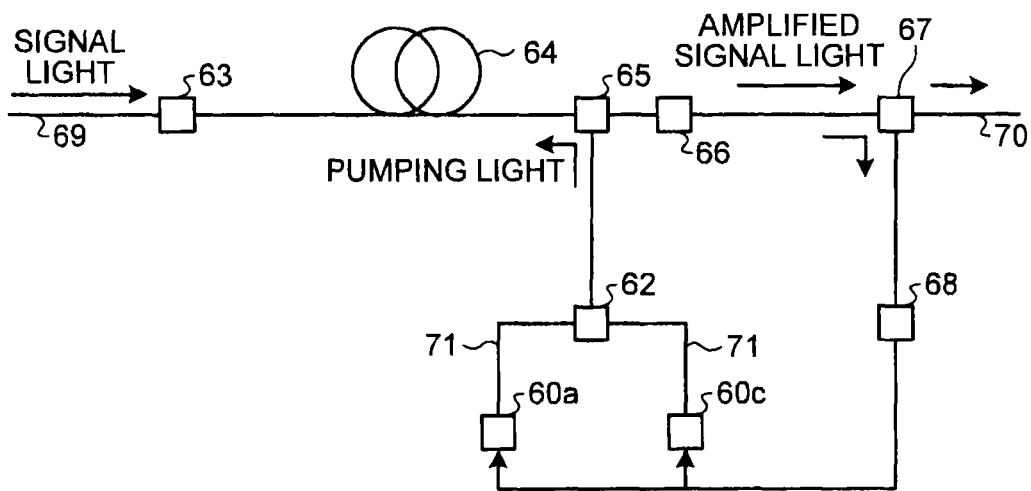 SIGNAL
LIGHT
63
64
65
AMPLIFIED
SIGNAL LIGHT
67
69
66
70
PUMPING LIGHT
62
68
71
71
60a
60c